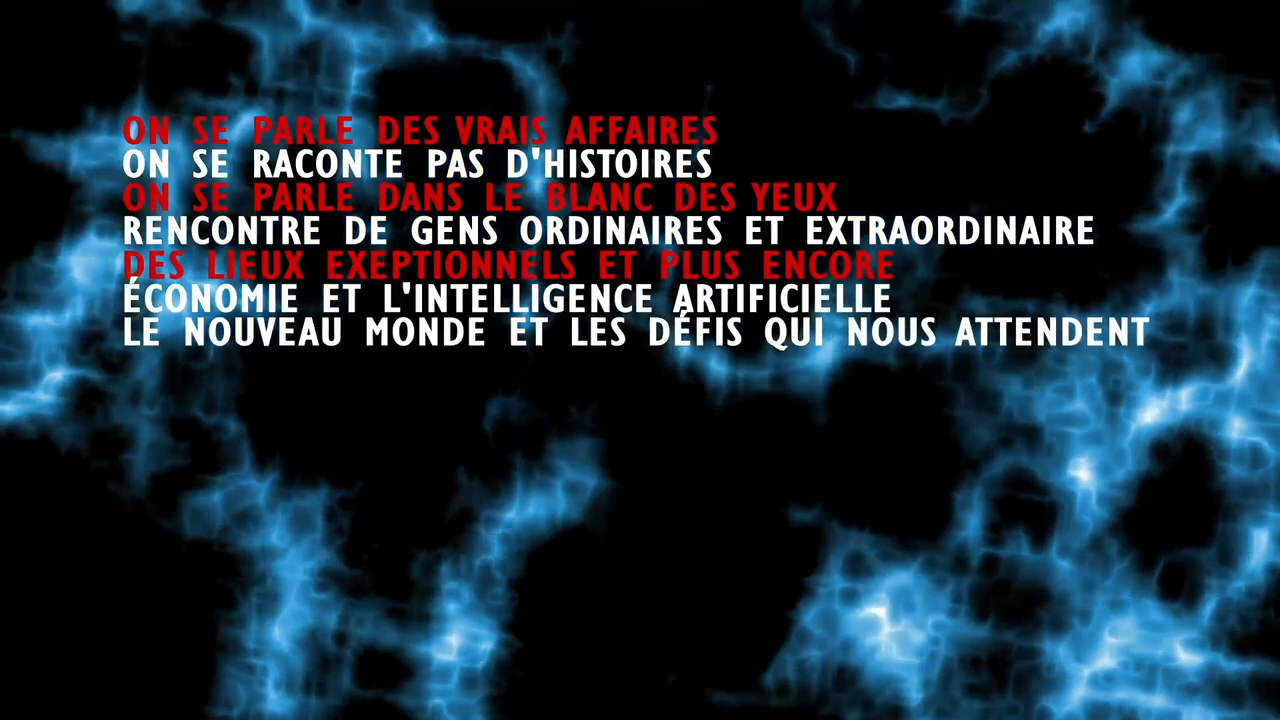 ON SE PARLE DES VRAIS AFFAIRES
ON SE RACONTE PAS D'HISTOIRES
ON SE PARLE DANS LE BLANC DES YEUX
RENCONTRE DE GENS ORDINAIRES ET EXTRAORDINAIRE
DES LIEUX EXEPTIONNELS ET PLUS ENCORE
ÉCONOMIE ET L'INTELLIGENCE ARTIFICIELLE
LE NOUVEAU MONDE ET LES DÉFIS QUI NOUS ATTENDENT